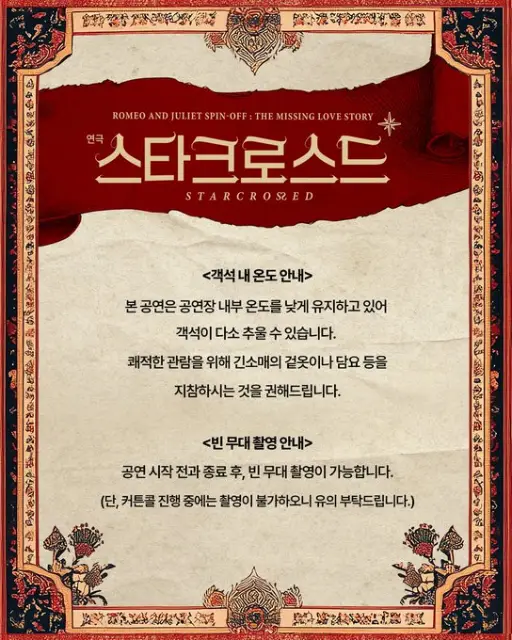 ROMEO AND JULIET SPIN-OFF : THE MISSING LOVE STORY
연극
스타크로스드
STARCROSSED
<객석 내 온도 안내>
본 공연은 공연장 내부 온도를 낮게 유지하고 있어
객석이 다소 추울 수 있습니다.
쾌적한 관람을 위해 긴소매의 겉옷이나 담요 등을
지참하시는 것을 권해드립니다.
<빈 무대 촬영 안내>
공연 시작 전과 종료 후, 빈 무대 촬영이 가능합니다.
(단, 커튼콜 진행 중에는 촬영이 불가하오니 유의 부탁드립니다.)